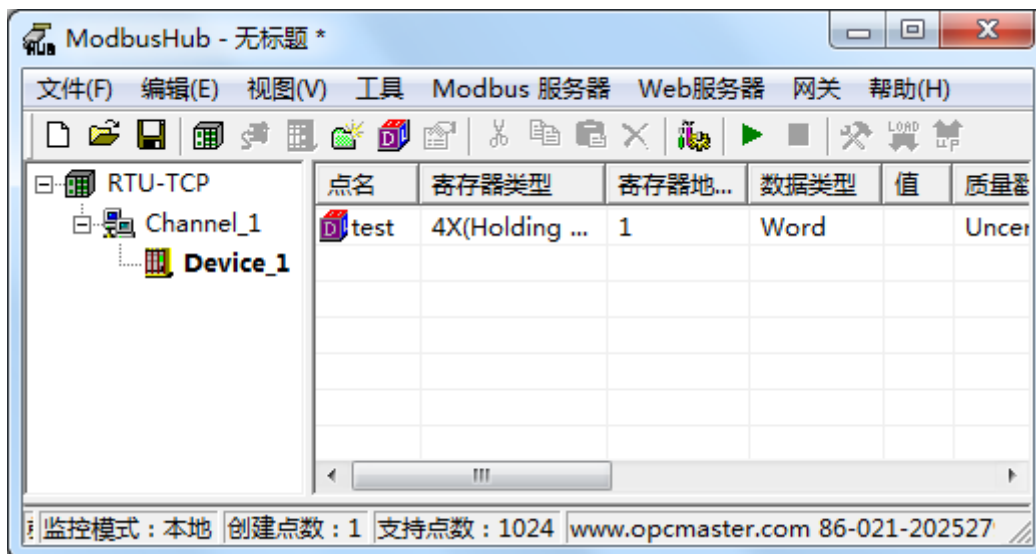 ModbusHub - 无标题 *
文件(F) 编辑(E) 视图(V) 工具 Modbus 服务器 Web服务器 网关 帮助(H)
RTU-TCP
Channel_1
Device_1
点名 寄存器类型 寄存器地... 数据类型 值 质量
test 4X(Holding ... 1 Word Uncer
监控模式：本地 创建点数：1 支持点数：1024 www.opcmaster.com 86-021-202527